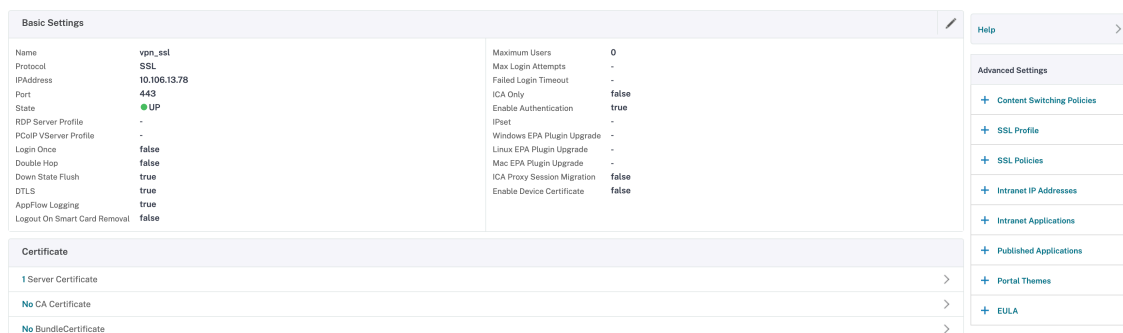 Basic Settings
Name vpn_ssl
Protocol SSL
IPAddress 10.106.13.78
Port 443
State UP
RDP Server Profile -
PCoIP VServer Profile -
Login Once false
Double Hop false
Down State Flush true
DTLS true
AppFlow Logging true
Logout On Smart Card Removal false
Maximum Users 0
Max Login Attempts -
Failed Login Timeout -
ICA Only false
Enable Authentication true
IPset -
Windows EPA Plugin Upgrade -
Linux EPA Plugin Upgrade -
Mac EPA Plugin Upgrade -
ICA Proxy Session Migration false
Enable Device Certificate false
Certificate
1 Server Certificate
No CA Certificate
No BundleCertificate
Help
Advanced Settings
+ Content Switching Policies
+ SSL Profile
+ SSL Policies
+ Intranet IP Addresses
+ Intranet Applications
+ Published Applications
+ Portal Themes
+ EULA